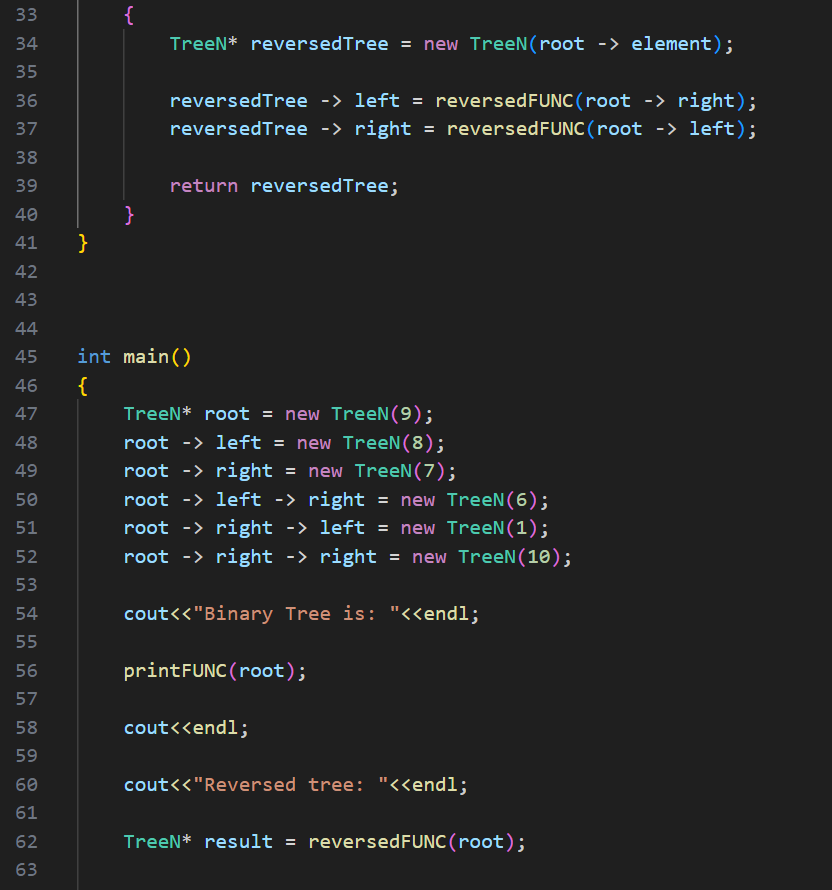 33 {
34 TreeN* reversedTree = new TreeN(root -> element);
35
36 reversedTree -> left = reversedFUNC(root -> right);
37 reversedTree -> right = reversedFUNC(root -> left);
38
39 return reversedTree;
40 }
41 }
42
43
44
45 int main()
46 {
47 TreeN* root = new TreeN(9);
48 root -> left = new TreeN(8);
49 root -> right = new TreeN(7);
50 root -> left -> right = new TreeN(6);
51 root -> right -> left = new TreeN(1);
52 root -> right -> right = new TreeN(10);
53
54 cout<<"Binary Tree is: "<<endl;
55
56 printFUNC(root);
57
58 cout<<endl;
59
60 cout<<"Reversed tree: "<<endl;
61
62 TreeN* result = reversedFUNC(root);
63